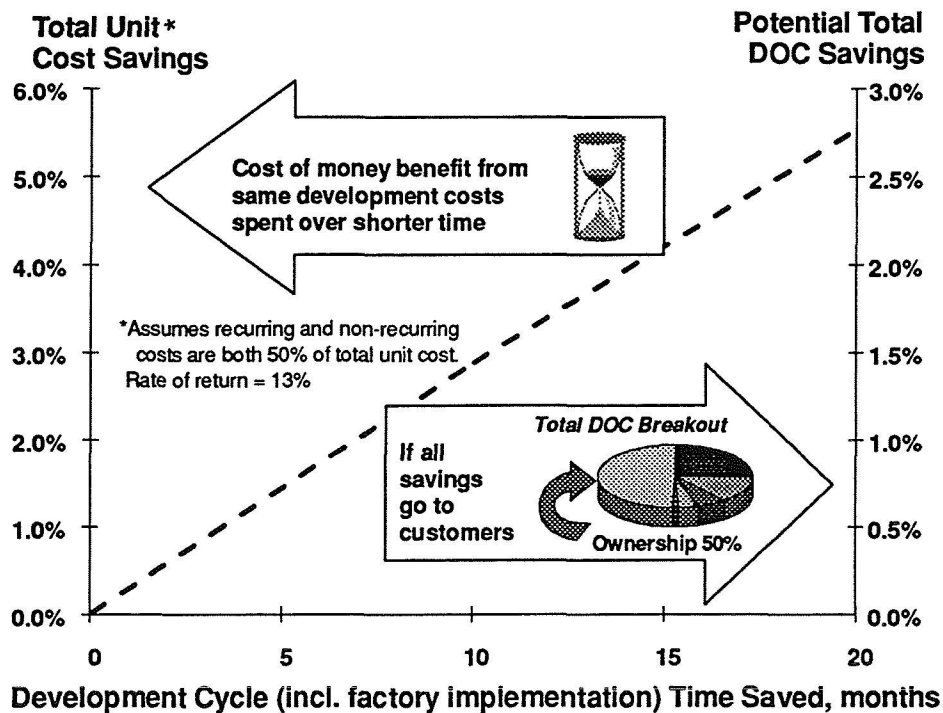 Total Unit*
Cost Savings
Potential Total
DOC Savings
6.0%
5.0%
4.0%
3.0%
2.0%
1.0%
0.0%
3.0%
2.5%
2.0%
1.5%
1.0%
0.5%
0.0%
Cost of money benefit from
same development costs
spent over shorter time
*Assumes recurring and non-recurring
costs are both 50% of total unit cost.
Rate of return = 13%
Total DOC Breakout
If all
savings
go to
customers
Ownership 50%
0
5
10
15
20
Development Cycle (incl. factory implementation) Time Saved, months